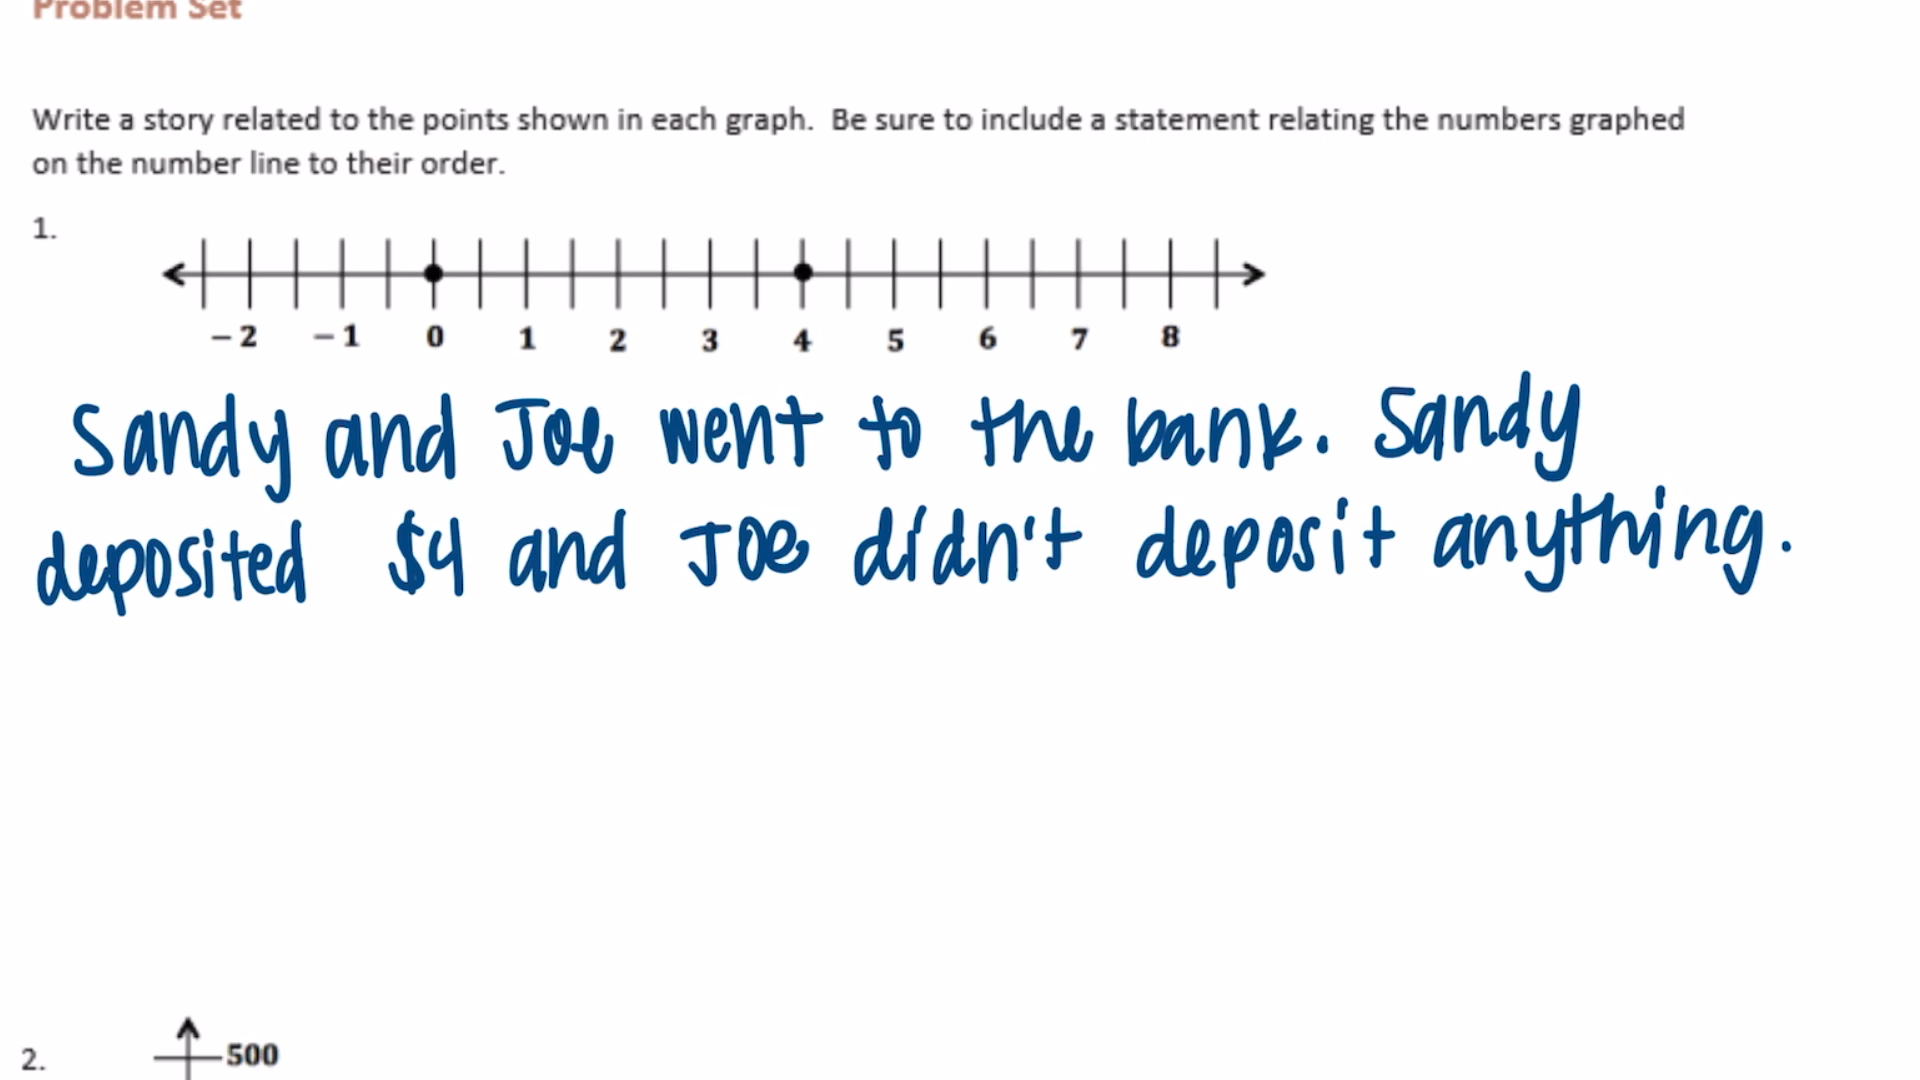 Problem Set
Write a story related to the points shown in each graph.  Be sure to include a statement relating the numbers graphed
on the number line to their order.
1.
−2 −1 0 1 2 3 4 5 6 7 8
Sandy and Joe went to the bank. Sandy
deposited $4 and Joe didn't deposit anything.
2.
500